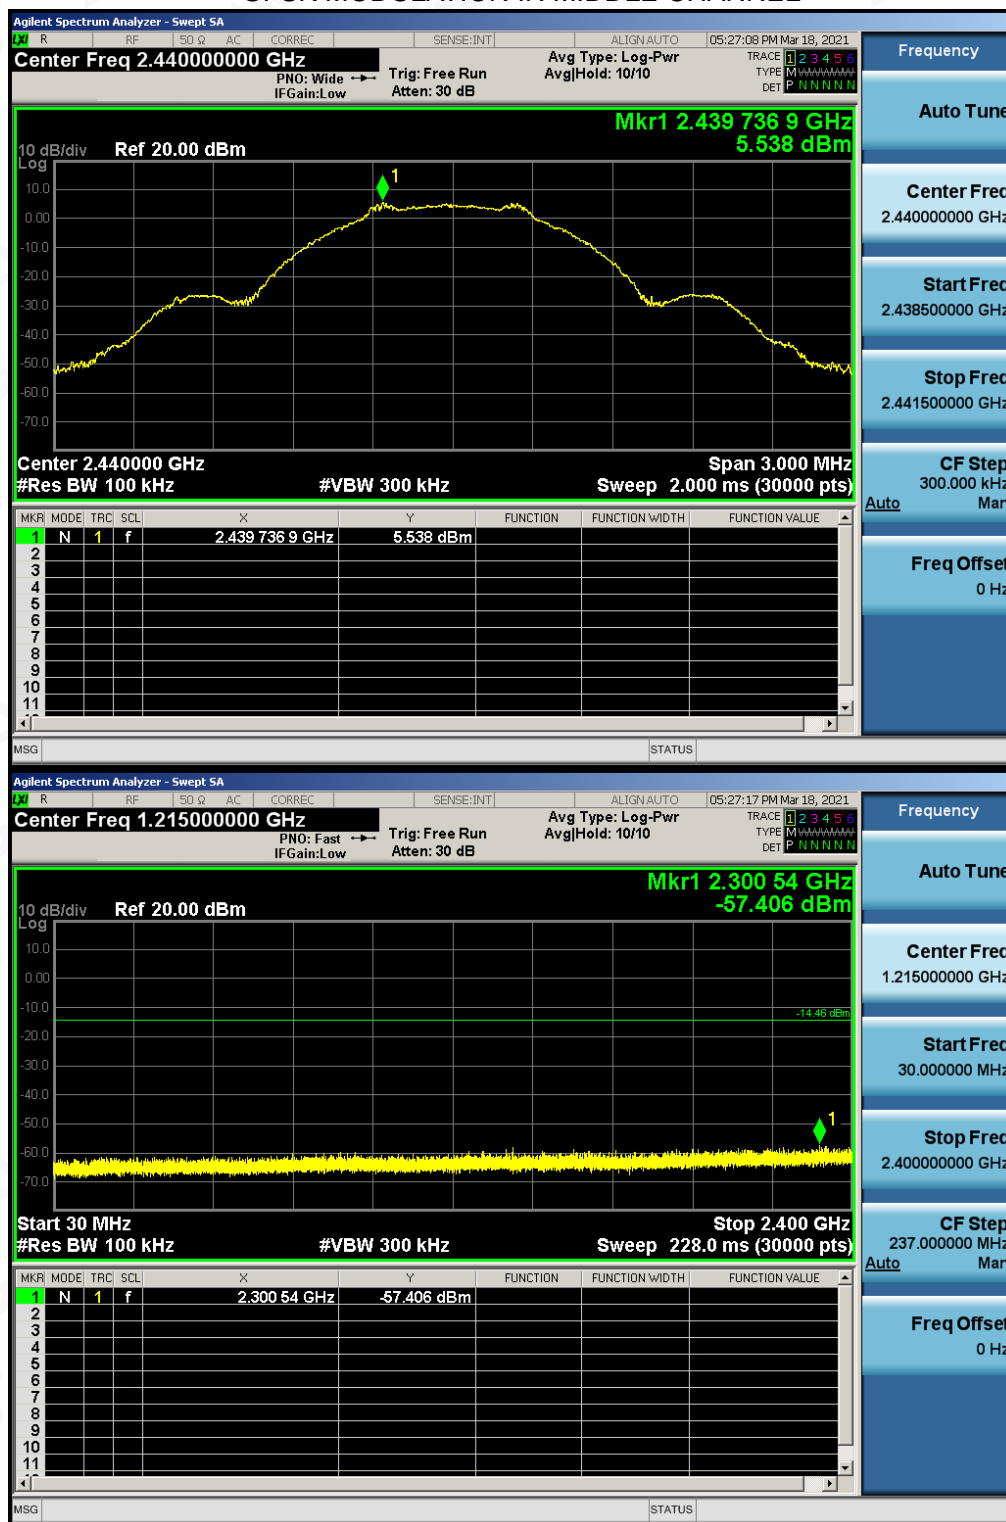 MODULATION IN MIDDLE CHANNEL
Agilent Spectrum Analyzer - Swept SA
LXI R RF 50 Ω AC CORREC SENSE:INT ALIGN AUTO 05:27:08 PM Mar 18, 2021
Center Freq 2.440000000 GHz
PNO: Wide
IFGain:Low
Trig: Free Run
Atten: 30 dB
Avg Type: Log-Pwr
Avg|Hold: 10/10
TRACE 1 2 3 4 5 6
TYPE M
DET P N N N N N
Mkr1 2.439 736 9 GHz
5.538 dBm
10 dB/div Ref 20.00 dBm
Log
1
10.0
0.00
-10.0
-20.0
-30.0
-40.0
-50.0
-60.0
-70.0
Center 2.440000 GHz Span 3.000 MHz
#Res BW 100 kHz #VBW 300 kHz Sweep 2.000 ms (30000 pts)
MKR MODE TRC SCL X Y FUNCTION FUNCTION WIDTH FUNCTION VALUE
1 N 1 f 2.439 736 9 GHz 5.538 dBm
2
3
4
5
6
7
8
9
10
11
MSG STATUS
Frequency
Auto Tune
Center Freq
2.440000000 GHz
Start Freq
2.438500000 GHz
Stop Freq
2.441500000 GHz
CF Step
300.000 kHz
Auto Man
Freq Offset
0 Hz
Agilent Spectrum Analyzer - Swept SA
LXI R RF 50 Ω AC CORREC SENSE:INT ALIGN AUTO 05:27:17 PM Mar 18, 2021
Center Freq 1.215000000 GHz
PNO: Fast
IFGain:Low
Trig: Free Run
Atten: 30 dB
Avg Type: Log-Pwr
Avg|Hold: 10/10
TRACE 1 2 3 4 5 6
TYPE M
DET P N N N N N
Mkr1 2.300 54 GHz
-57.406 dBm
10 dB/div Ref 20.00 dBm
Log
10.0
0.00
-10.0
-14.46 dBm
-20.0
-30.0
-40.0
-50.0
1
-60.0
-70.0
Start 30 MHz Stop 2.400 GHz
#Res BW 100 kHz #VBW 300 kHz Sweep 228.0 ms (30000 pts)
MKR MODE TRC SCL X Y FUNCTION FUNCTION WIDTH FUNCTION VALUE
1 N 1 f 2.300 54 GHz -57.406 dBm
2
3
4
5
6
7
8
9
10
11
MSG STATUS
Frequency
Auto Tune
Center Freq
1.215000000 GHz
Start Freq
30.000000 MHz
Stop Freq
2.400000000 GHz
CF Step
237.000000 MHz
Auto Man
Freq Offset
0 Hz